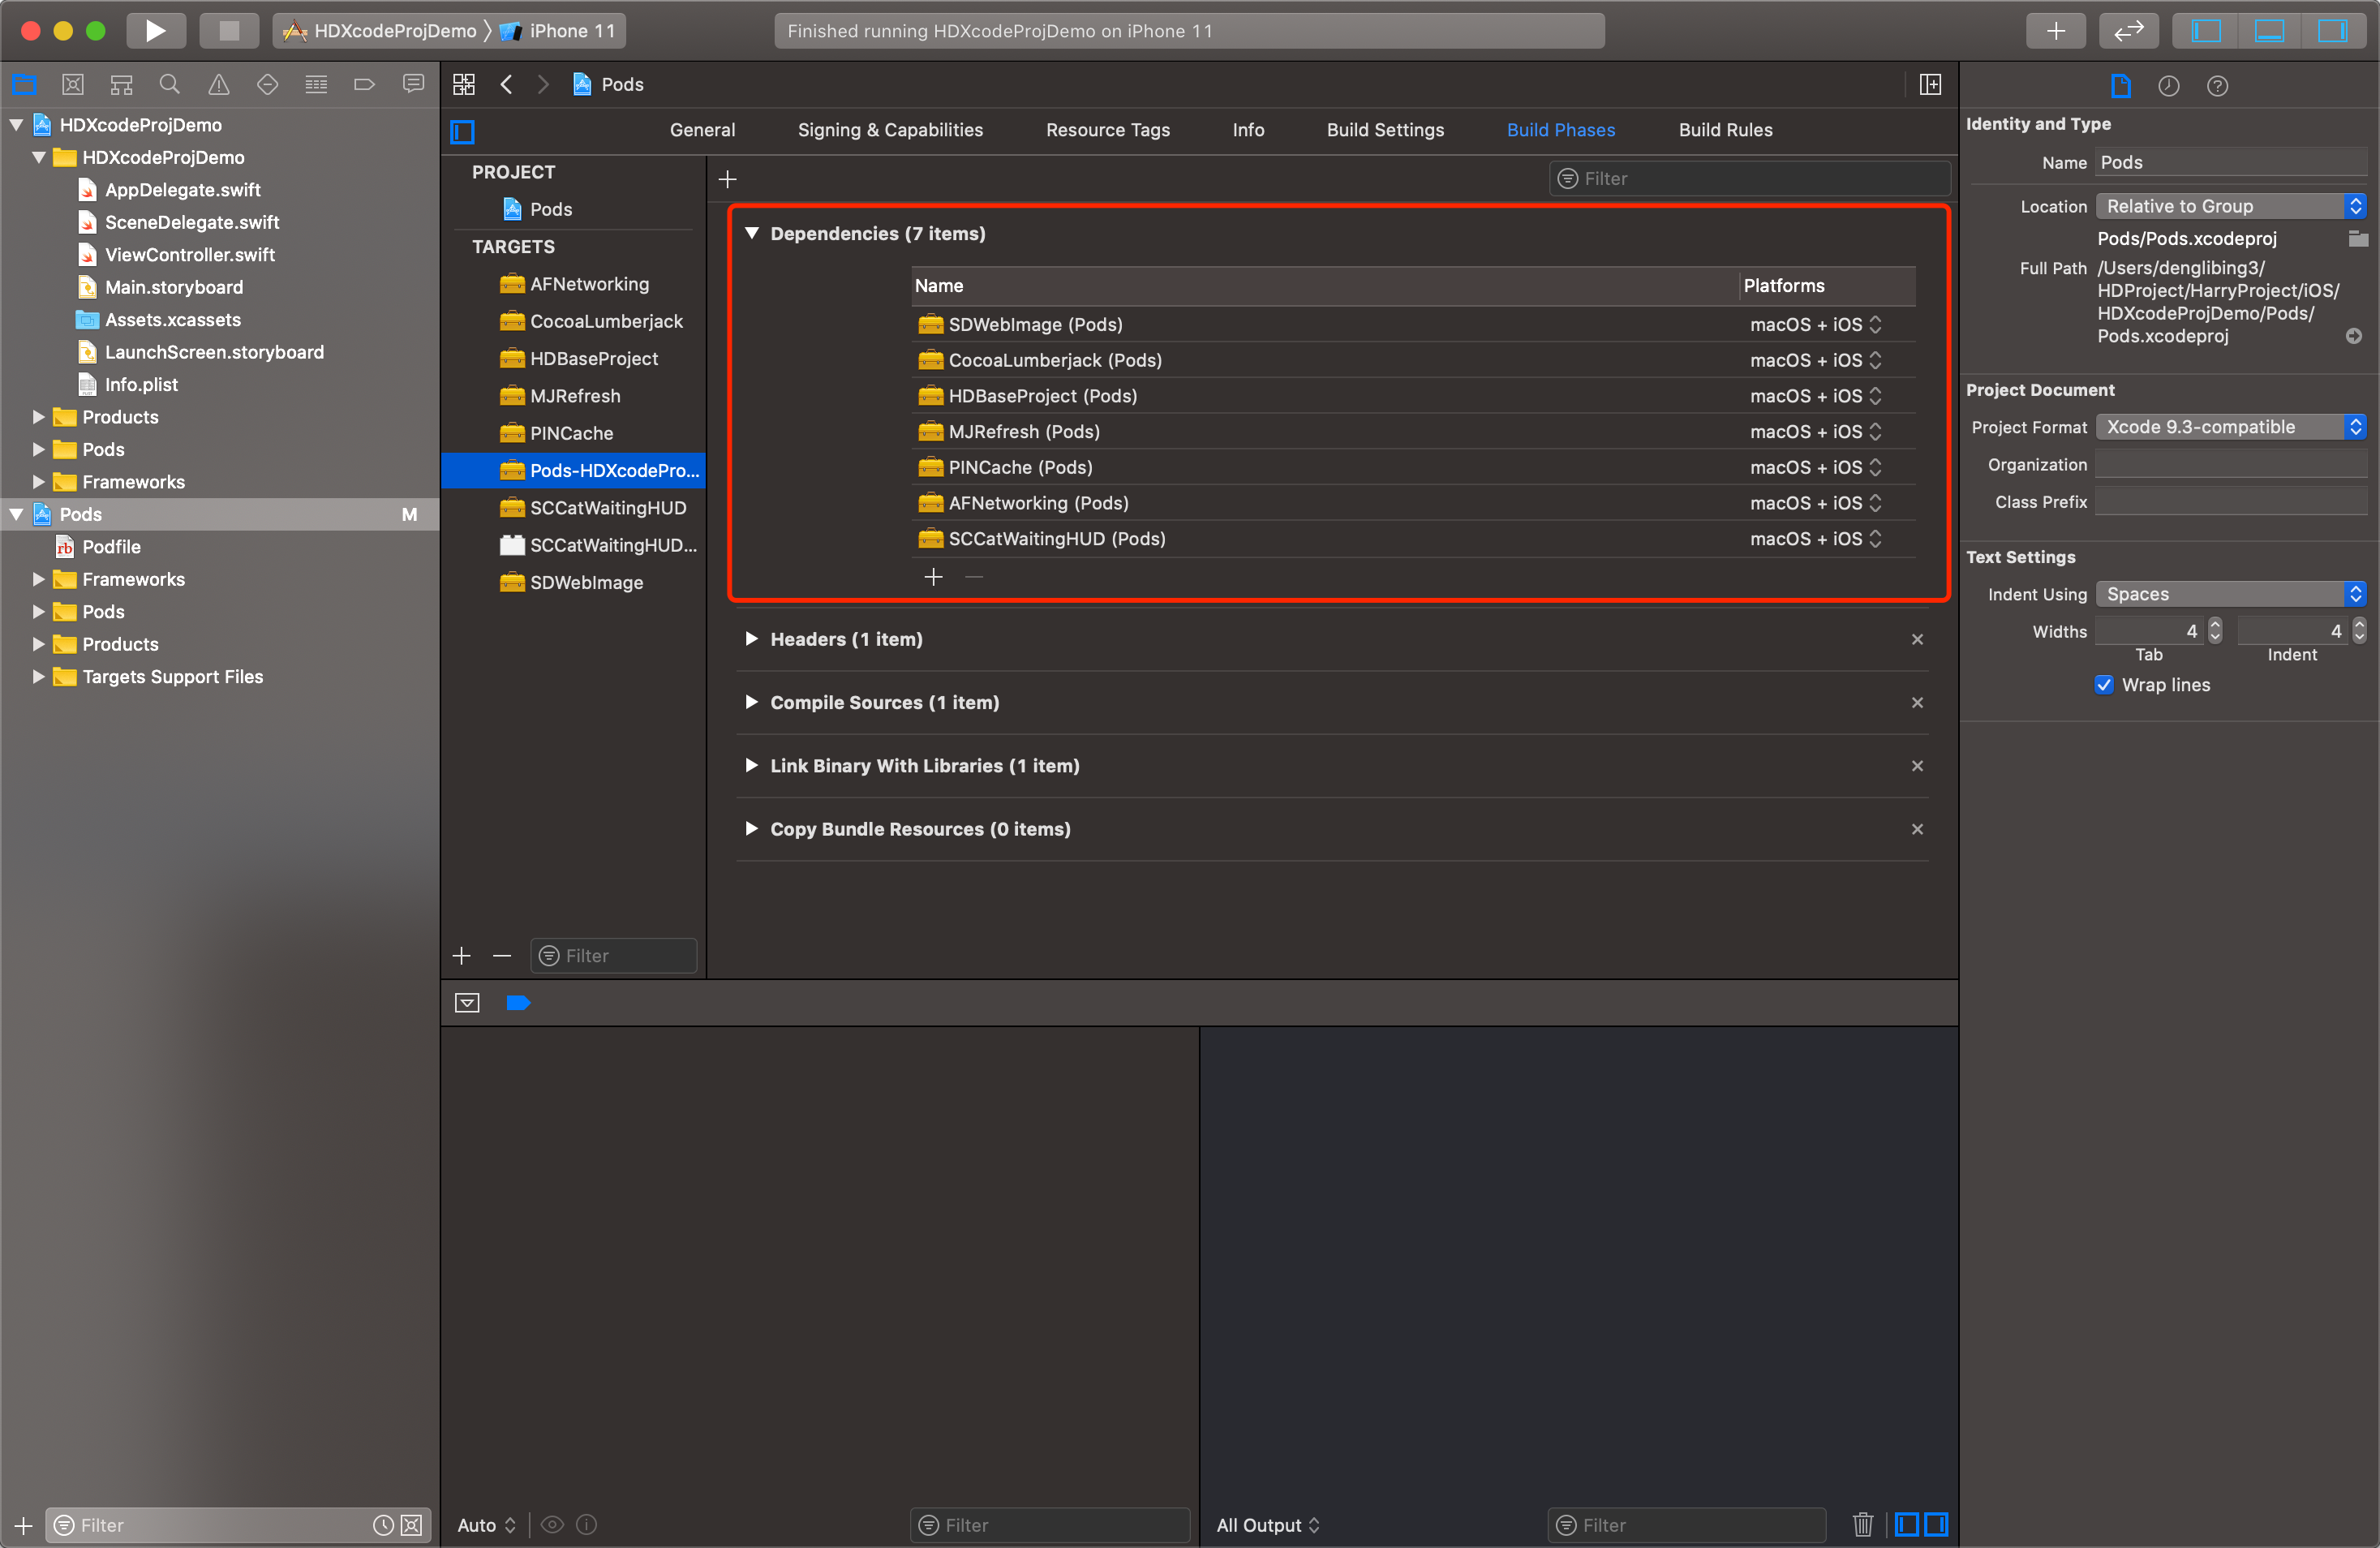 HDXcodeProjDemo
iPhone 11
Finished running HDXcodeProjDemo on iPhone 11
HDXcodeProjDemo
HDXcodeProjDemo
AppDelegate.swift
SceneDelegate.swift
ViewController.swift
Main.storyboard
Assets.xcassets
LaunchScreen.storyboard
Info.plist
Products
Pods
Frameworks
Pods M
rb Podfile
Frameworks
Pods
Products
Targets Support Files
Filter
Pods
General Signing & Capabilities Resource Tags Info Build Settings Build Phases Build Rules
PROJECT
Pods
TARGETS
AFNetworking
CocoaLumberjack
HDBaseProject
MJRefresh
PINCache
Pods-HDXcodePro...
SCCatWaitingHUD
SCCatWaitingHUD...
SDWebImage
Filter
Filter
Dependencies (7 items)
Name Platforms
SDWebImage (Pods) macOS + iOS
CocoaLumberjack (Pods) macOS + iOS
HDBaseProject (Pods) macOS + iOS
MJRefresh (Pods) macOS + iOS
PINCache (Pods) macOS + iOS
AFNetworking (Pods) macOS + iOS
SCCatWaitingHUD (Pods) macOS + iOS
Headers (1 item)
Compile Sources (1 item)
Link Binary With Libraries (1 item)
Copy Bundle Resources (0 items)
Auto
Filter
All Output
Filter
Identity and Type
Name Pods
Location Relative to Group
Pods/Pods.xcodeproj
Full Path /Users/denglibing3/
HDProject/HarryProject/iOS/
HDXcodeProjDemo/Pods/
Pods.xcodeproj
Project Document
Project Format Xcode 9.3-compatible
Organization
Class Prefix
Text Settings
Indent Using Spaces
Widths 4 4
Tab Indent
Wrap lines